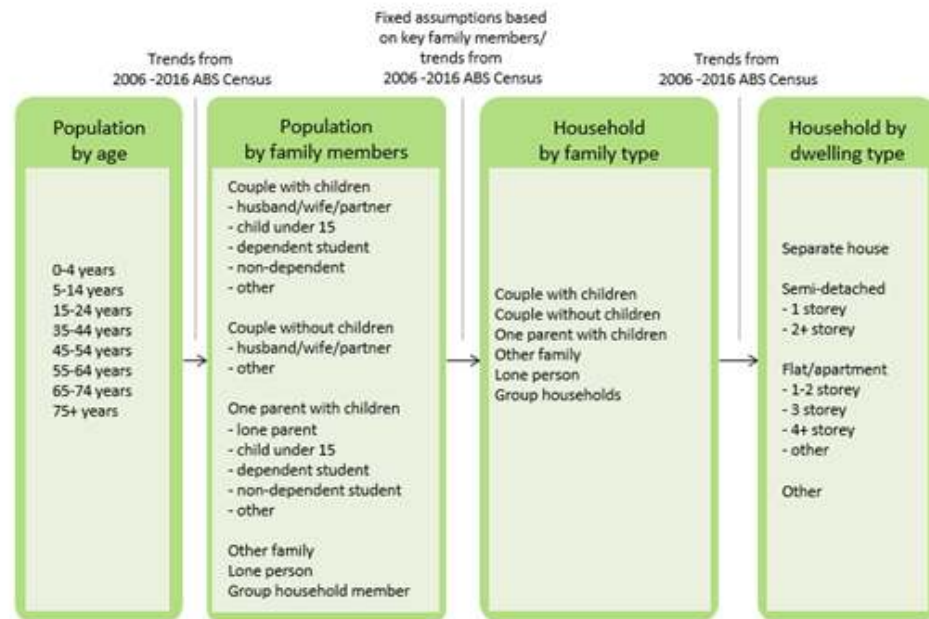 Trends from
2006 -2016 ABS Census
Fixed assumptions based
on key family members/
trends from
2006 -2016 ABS Census
Trends from
2006 -2016 ABS Census
Population
by age
0-4 years
5-14 years
15-24 years
35-44 years
45-54 years
55-64 years
65-74 years
75+ years
Population
by family members
Couple with children
- husband/wife/partner
- child under 15
- dependent student
- non-dependent
- other
Couple without children
- husband/wife/partner
- other
One parent with children
- lone parent
- child under 15
- dependent student
- non-dependent student
- other
Other family
Lone person
Group household member
Household
by family type
Couple with children
Couple without children
One parent with children
Other family
Lone person
Group households
Household by
dwelling type
Separate house
Semi-detached
- 1 storey
- 2+ storey
Flat/apartment
- 1-2 storey
- 3 storey
- 4+ storey
- other
Other